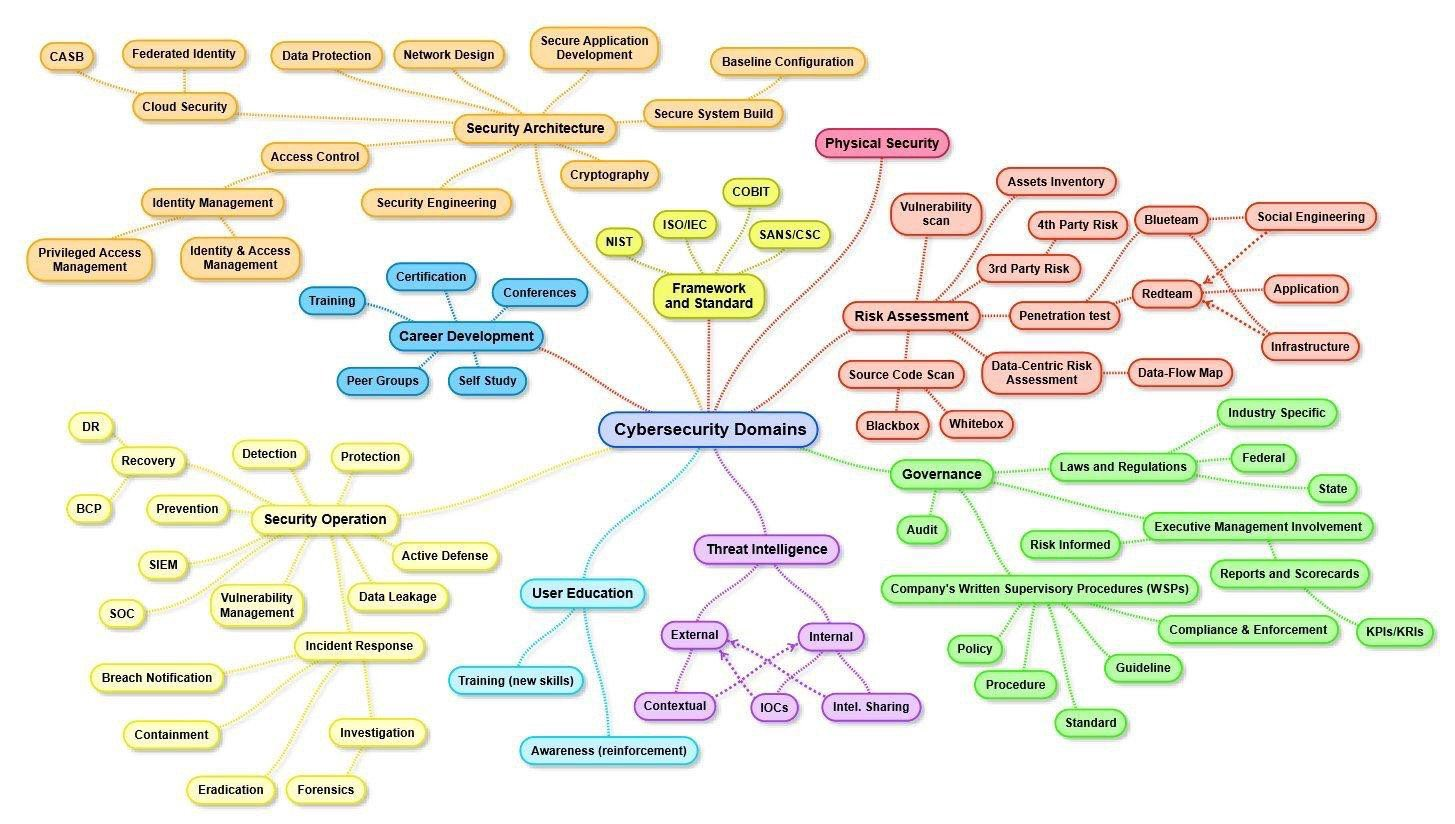 CASB
Federated Identity
Data Protection
Network Design
Secure Application
Development
Baseline Configuration
Cloud Security
Secure System Build
Security Architecture
Access Control
Cryptography
Identity Management
Security Engineering
Privileged Access
Management
Identity & Access
Management
Physical Security
COBIT
ISO/IEC
NIST
SANS/CSC
Framework
and Standard
Certification
Training
Conferences
Career Development
Peer Groups
Self Study
Assets Inventory
Vulnerability
scan
4th Party Risk
Blueteam
Social Engineering
3rd Party Risk
Redteam
Application
Risk Assessment
Penetration test
Infrastructure
Source Code Scan
Data-Centric Risk
Assessment
Data-Flow Map
Blackbox
Whitebox
Cybersecurity Domains
Industry Specific
Laws and Regulations
Federal
State
Governance
Audit
Executive Management Involvement
Risk Informed
Reports and Scorecards
Company's Written Supervisory Procedures (WSPs)
KPIs/KRIs
Compliance & Enforcement
Policy
Guideline
Procedure
Standard
DR
Recovery
Detection
Protection
BCP
Prevention
Security Operation
Active Defense
SIEM
Vulnerability
Management
Data Leakage
SOC
Incident Response
Breach Notification
Containment
Investigation
Eradication
Forensics
User Education
Training (new skills)
Awareness (reinforcement)
Threat Intelligence
External
Internal
Contextual
IOCs
Intel. Sharing